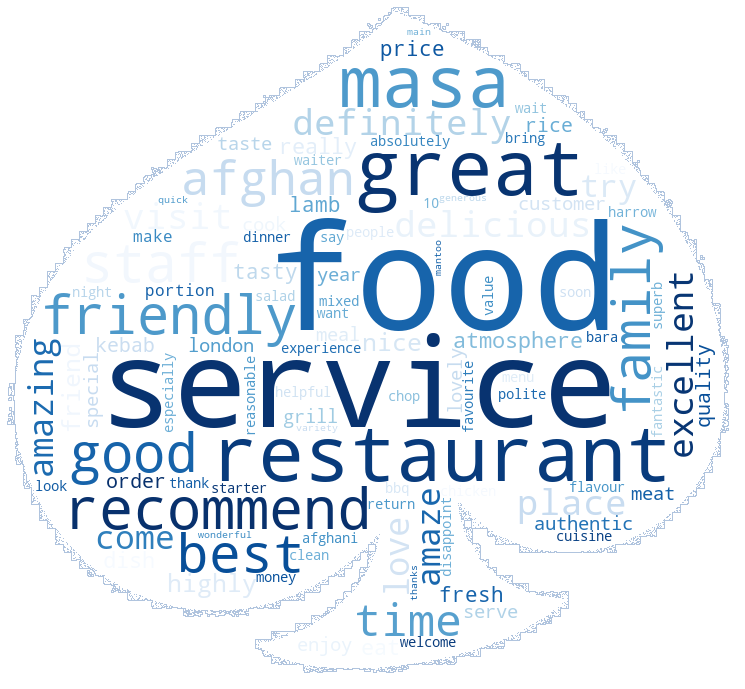 main
price
masa
wait
definitely
rice
taste
really
absolutely
bring
waiter
afghan
great
try
lamb
10
generous
customer
quick
visit
cook
delicious
harrow
make
dinner
say
people
staff
food
mantoo
family
tasty
year
night
portion
salad
mixed
value
soon
superb
friendly
want
london
meal
nice
atmosphere
bara
excellent
kebab
experience
quality
amazing
friend
special
especially
service
reasonable
helpful
chop
favourite
lovely
polite
fantastic
grill
variety
good
restaurant
look
order
thank
starter
bbq
flavour
meat
recommend
return
place
authentic
come
wonderful
afghani
love
amaze
disappoint
cuisine
best
clean
dish
highly
money
thanks
fresh
time
serve
enjoy
eat
welcome